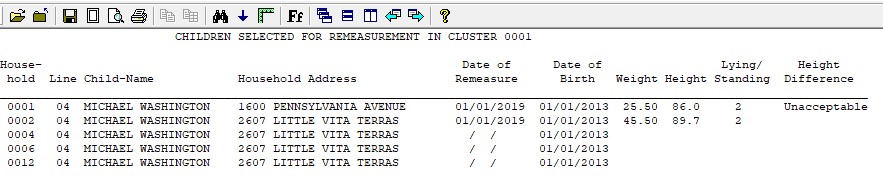 Ff ?
CHILDREN SELECTED FOR REMEASUREMENT IN CLUSTER 0001
House- Date of Date of Lying/ Height
hold Line Child-Name Household Address Remeasure Birth Weight Height Standing Difference
0001 04 MICHAEL WASHINGTON 1600 PENNSYLVANIA AVENUE 01/01/2019 01/01/2013 25.50 86.0 2 Unacceptable
0002 04 MICHAEL WASHINGTON 2607 LITTLE VITA TERRAS 01/01/2019 01/01/2013 45.50 89.7 2
0004 04 MICHAEL WASHINGTON 2607 LITTLE VITA TERRAS / / 01/01/2013
0006 04 MICHAEL WASHINGTON 2607 LITTLE VITA TERRAS / / 01/01/2013
0012 04 MICHAEL WASHINGTON 2607 LITTLE VITA TERRAS / / 01/01/2013